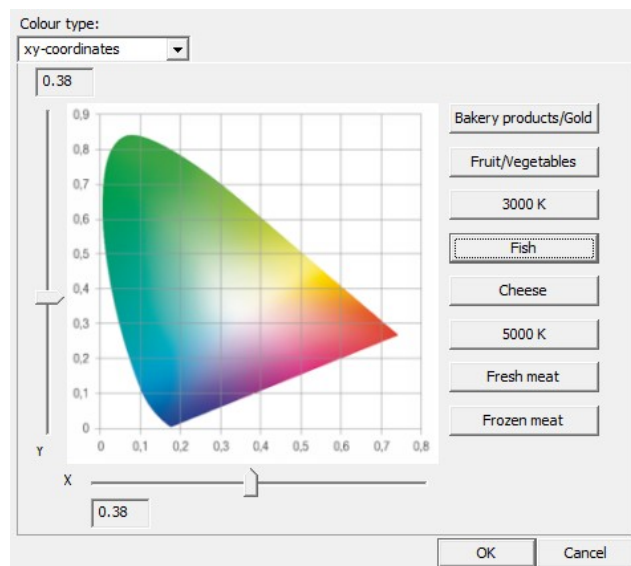 Colour type:
xy-coordinates
0.38
0,9
0,8
0,7
0,6
0,5
0,4
0,3
0,2
0,1
0
0 0,1 0,2 0,3 0,4 0,5 0,6 0,7 0,8
Y
X
0.38
Bakery products/Gold
Fruit/Vegetables
3000 K
Fish
Cheese
5000 K
Fresh meat
Frozen meat
OK Cancel